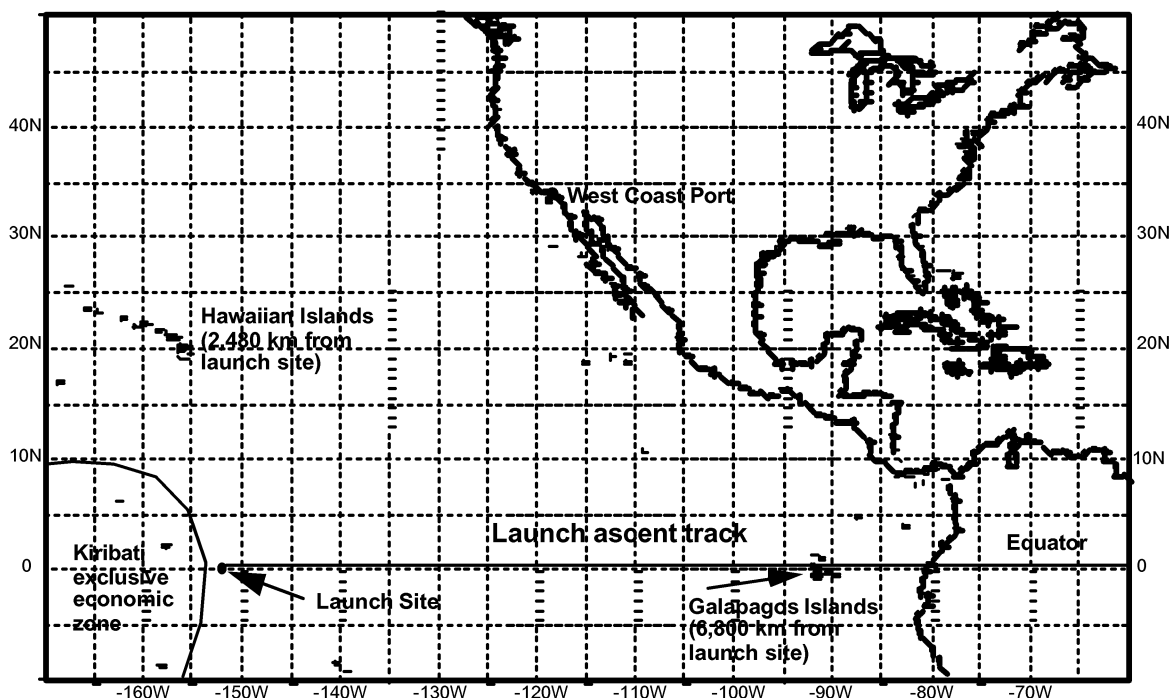 40N
40N
West Coast Port
30N
30N
Hawaiian Islands
(2,480 km from
launch site)
20N
20N
10N
10N
Launch ascent track
Equator
Kiribati
exclusive
economic
zone
0
0
Launch Site
Galapagos Islands
(6,800 km from
launch site)
-160W
-150W
-140W
-130W
-120W
-110W
-100W
-90W
-80W
-70W